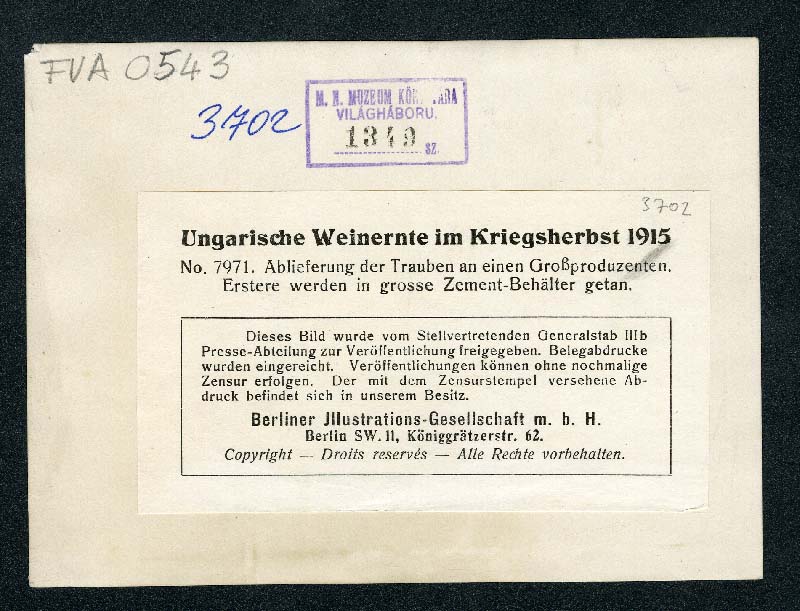 FVA 0543
3702
M. N. MUZEUM
VILÁGHÁBORU.
1349 SZ.
3702
Ungarische Weinernte im Kriegsherbst 1915
No. 7971. Ablieferung der Trauben an einen Großproduzenten.
Erstere werden in grosse Zement-Behälter getan.
Dieses Bild wurde vom Stellvertretenden Generalstab IIIb
Presse-Abteilung zur Veröffentlichung freigegeben. Belegabdrucke
wurden eingereicht. Veröffentlichungen können ohne nochmalige
Zensur erfolgen. Der mit dem Zensurstempel versehene Ab-
druck befindet sich in unserem Besitz.
Berliner Jllustrations-Gesellschaft m. b. H.
Berlin SW. 11, Königgrätzerstr. 62.
Copyright — Droits reservés — Alle Rechte vorbehalten.